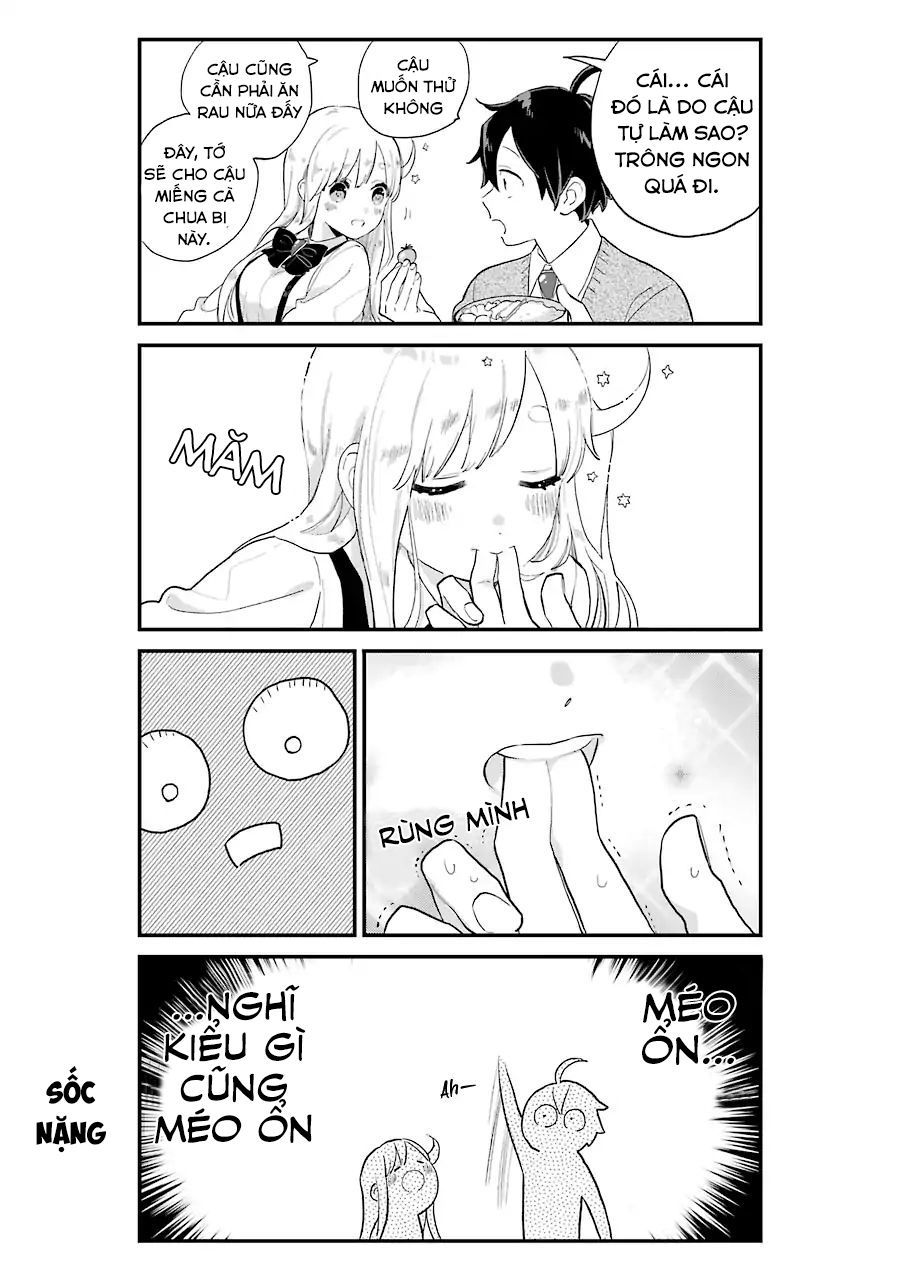 CÁI... CÁI
ĐÓ LÀ DO CẬU
TỰ LÀM SAO?
TRÔNG NGON
QUÁ ĐI.
CẬU
MUỐN THỬ
KHÔNG
CẬU CŨNG
CẦN PHẢI ĂN
RAU NỮA ĐẤY
ĐÂY, TỚ
SẼ CHO CẬU
MIẾNG CÀ
CHUA BI
NÀY.
MĂM
RÙNG MÌNH
MÉO
ỔN...
...NGHĨ
KIỂU GÌ
CŨNG
MÉO ỔN
Ah—
SỐC
NẶNG